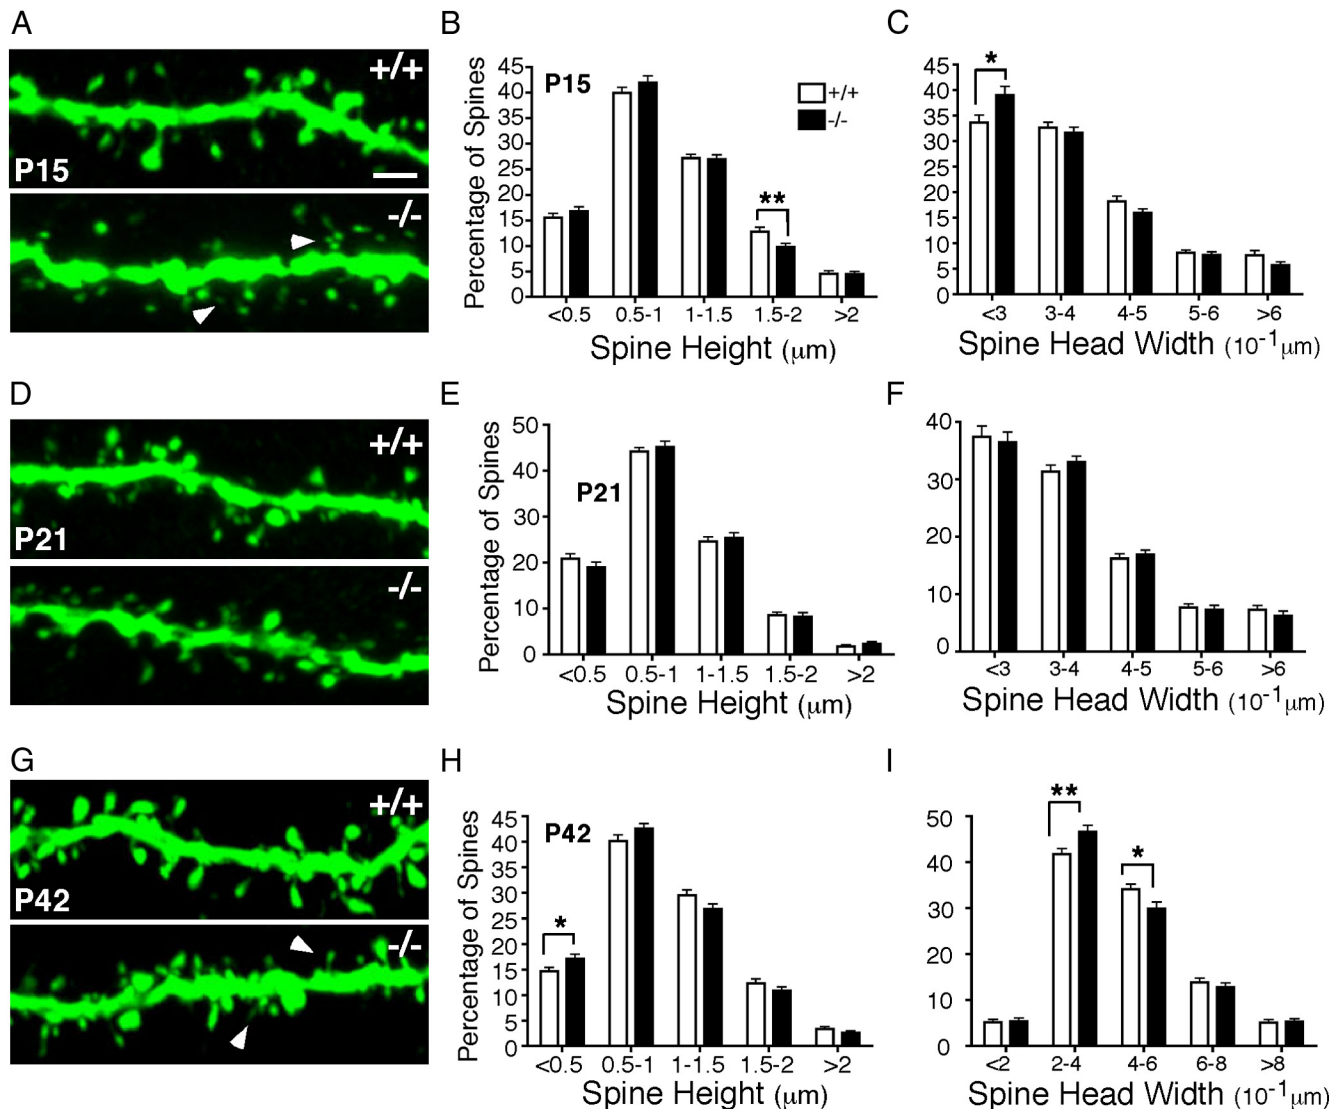 A
+/+
P15
-/-
B
P15
+/+
-/-
**
Percentage of Spines
45
40
35
30
25
20
15
10
5
0
<0.5 0.5-1 1-1.5 1.5-2 >2
Spine Height (μm)
C
*
45
40
35
30
25
20
15
10
5
0
<3 3-4 4-5 5-6 >6
Spine Head Width (10-1μm)
D
+/+
P21
-/-
E
P21
Percentage of Spines
50
40
30
20
10
0
<0.5 0.5-1 1-1.5 1.5-2 >2
Spine Height (μm)
F
40
30
20
10
0
<3 3-4 4-5 5-6 >6
Spine Head Width (10-1μm)
G
+/+
P42
-/-
H
P42
*
Percentage of Spines
45
40
35
30
25
20
15
10
5
0
<0.5 0.5-1 1-1.5 1.5-2 >2
Spine Height (μm)
I
**
*
50
40
30
20
10
0
<2 2-4 4-6 6-8 >8
Spine Head Width (10-1μm)